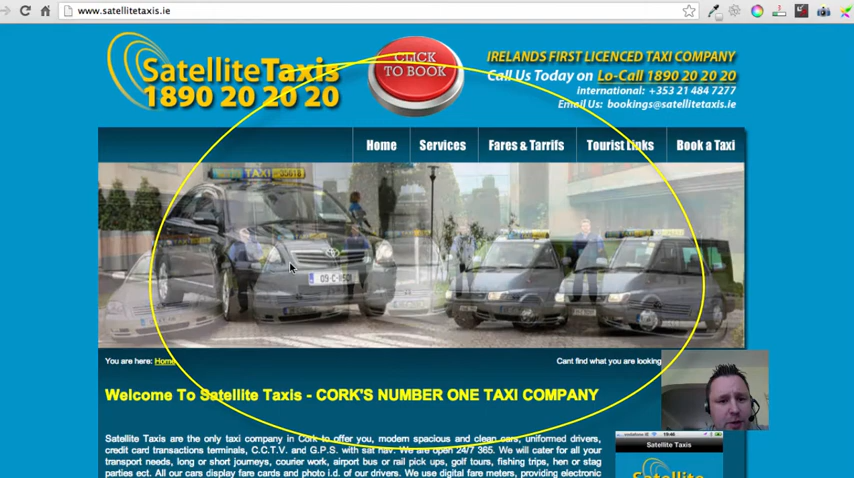 www.satellitetaxis.ie
SatelliteTaxis
1890 20 20 20
CLICK
TO BOOK
IRELANDS FIRST LICENCED TAXI COMPANY
Call Us Today on Lo-Call 1890 20 20 20
international: +353 21 484 7277
Email Us: bookings@satellitetaxis.ie
Home Services Fares & Tarrifs Tourist Links Book a Taxi
TAXI 35618
You are here: Home
Cant find what you are looking
Welcome To Satellite Taxis - CORK'S NUMBER ONE TAXI COMPANY
Satellite Taxis are the only taxi company in Cork to offer you, modern spacious and clean cars, uniformed drivers,
credit card transactions terminals, C.C.T.V. and G.P.S. with sat nav. We are open 24/7 365. We will cater for all your
transport needs, long or short journeys, courier work, airport bus or rail pick ups, golf tours, fishing trips, hen or stag
parties ect. All our cars display fare cards and photo i.d. of our drivers. We use digital fare meters, providing electronic
vodafone IE 10:46
Satellite Taxis
Satellite